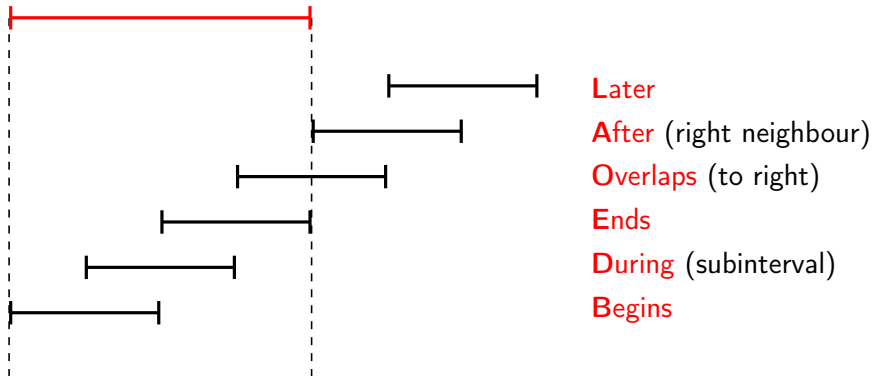 Later
After (right neighbour)
Overlaps (to right)
Ends
During (subinterval)
Begins